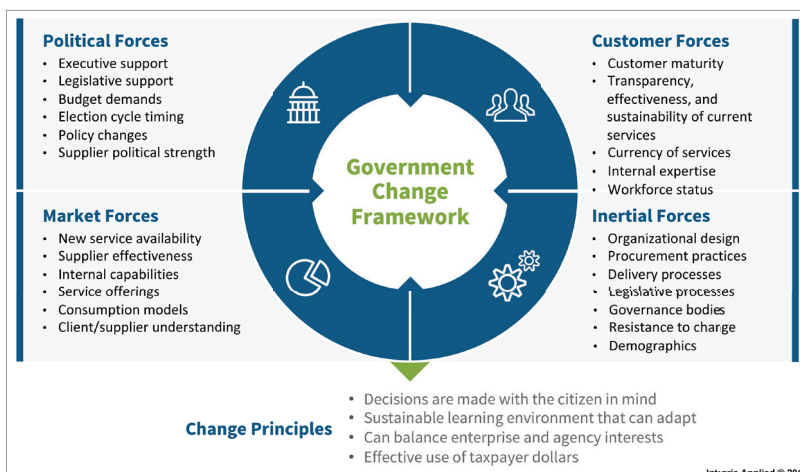 Political Forces
• Executive support
• Legislative support
• Budget demands
• Election cycle timing
• Policy changes
• Supplier political strength
Customer Forces
• Customer maturity
• Transparency,
effectiveness, and
sustainability of current
services
• Currency of services
• Internal expertise
• Workforce status
Government
Change
Framework
Market Forces
• New service availability
• Supplier effectiveness
• Internal capabilities
• Service offerings
• Consumption models
• Client/supplier understanding
Inertial Forces
• Organizational design
• Procurement practices
• Delivery processes
• Legislative processes
• Governance bodies
• Resistance to change
• Demographics
Change Principles
• Decisions are made with the citizen in mind
• Sustainable learning environment that can adapt
• Can balance enterprise and agency interests
• Effective use of taxpayer dollars
Integris Applied ©